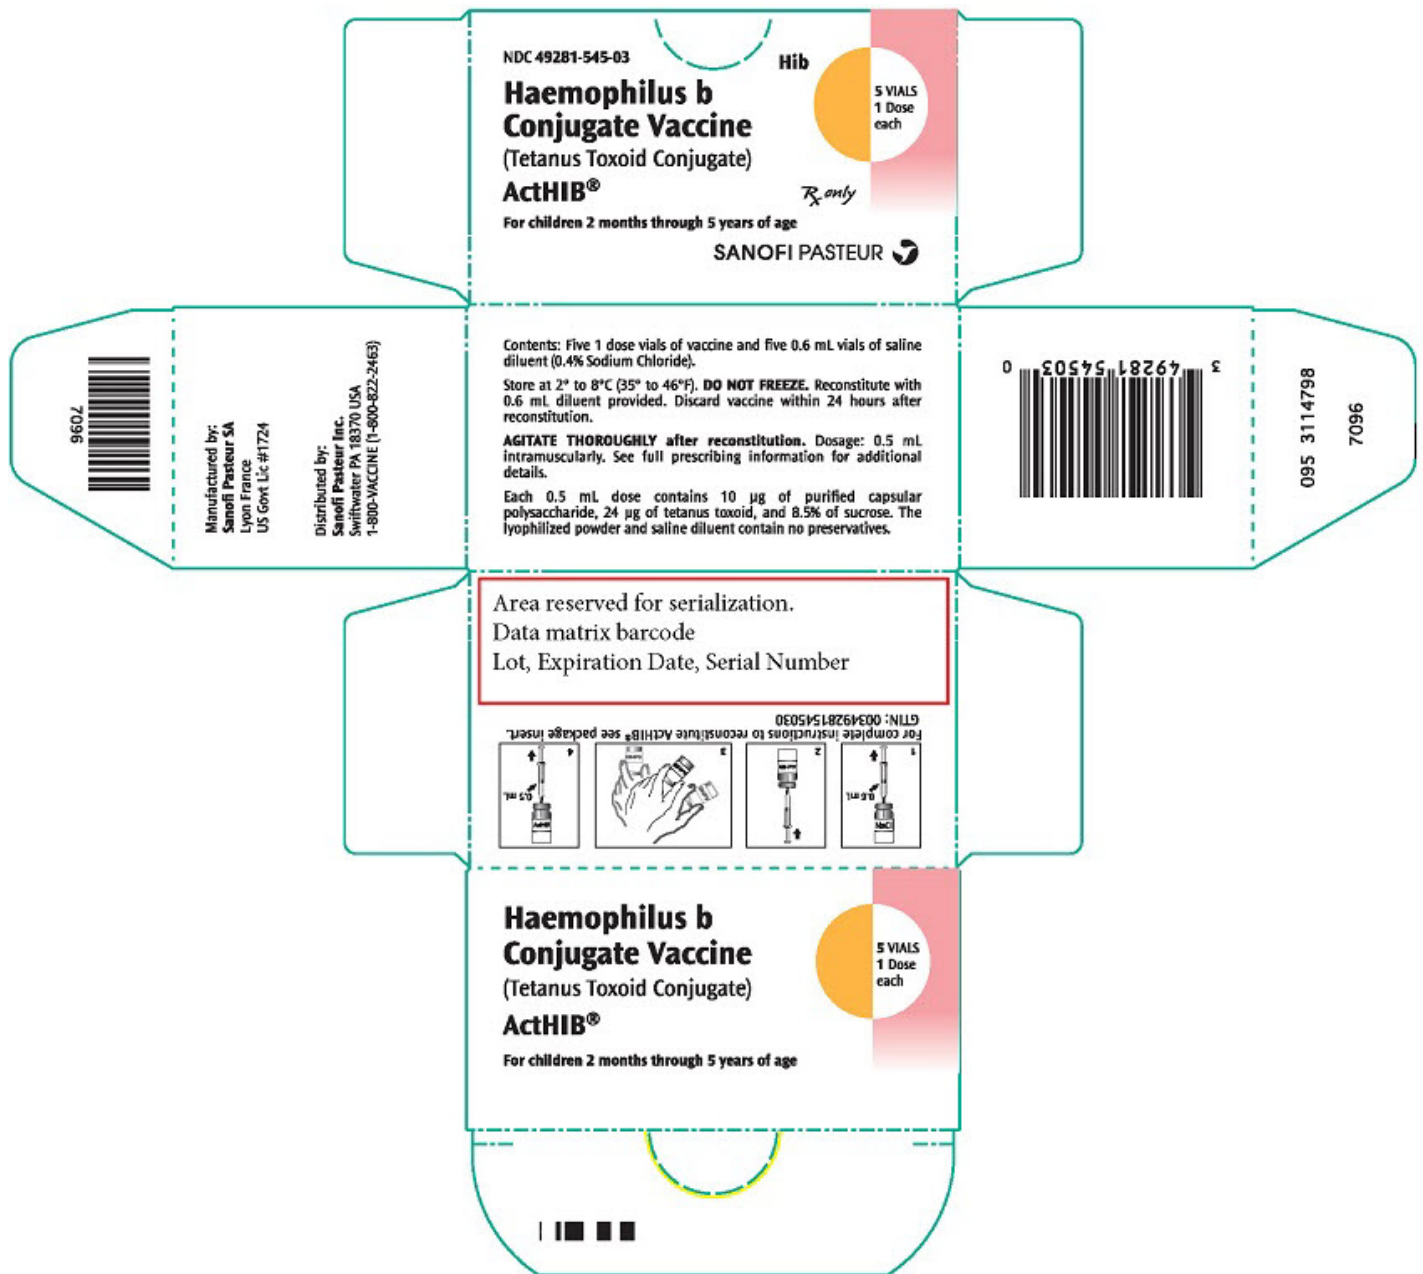 NDC 49281-545-03
Hib
Haemophilus b
Conjugate Vaccine
(Tetanus Toxoid Conjugate)
ActHIB®
For children 2 months through 5 years of age
5 VIALS
1 Dose
each
Rx only
SANOFI PASTEUR
7096
Manufactured by:
Sanofi Pasteur SA
Lyon France
US Govt Lic #1724
Distributed by:
Sanofi Pasteur Inc.
Swiftwater PA 18370 USA
1-800-VACCINE (1-800-822-2463)
Contents: Five 1 dose vials of vaccine and five 0.6 mL vials of saline
diluent (0.4% Sodium Chloride).
Store at 2° to 8°C (35° to 46°F). DO NOT FREEZE. Reconstitute with
0.6 mL diluent provided. Discard vaccine within 24 hours after
reconstitution.
AGITATE THOROUGHLY after reconstitution. Dosage: 0.5 mL
intramuscularly. See full prescribing information for additional
details.
Each 0.5 mL dose contains 10 µg of purified capsular
polysaccharide, 24 µg of tetanus toxoid, and 8.5% of sucrose. The
lyophilized powder and saline diluent contain no preservatives.
3 49281 54503 0
095 3114798
7096
Area reserved for serialization.
Data matrix barcode
Lot, Expiration Date, Serial Number
1
0.6 mL
NaCl
2
3
4
0.5 mL
ActHIB
For complete instructions to reconstitute ActHIB® see package insert.
GTIN: 00349281545030
Haemophilus b
Conjugate Vaccine
(Tetanus Toxoid Conjugate)
ActHIB®
For children 2 months through 5 years of age
5 VIALS
1 Dose
each